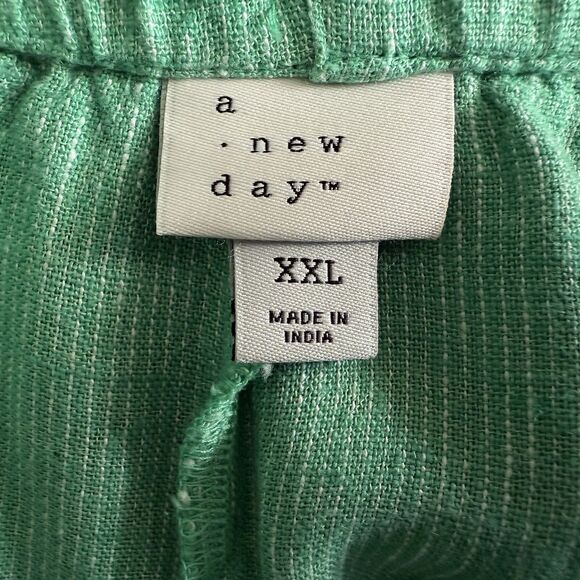 a
· new
day™
XXL
MADE IN
INDIA